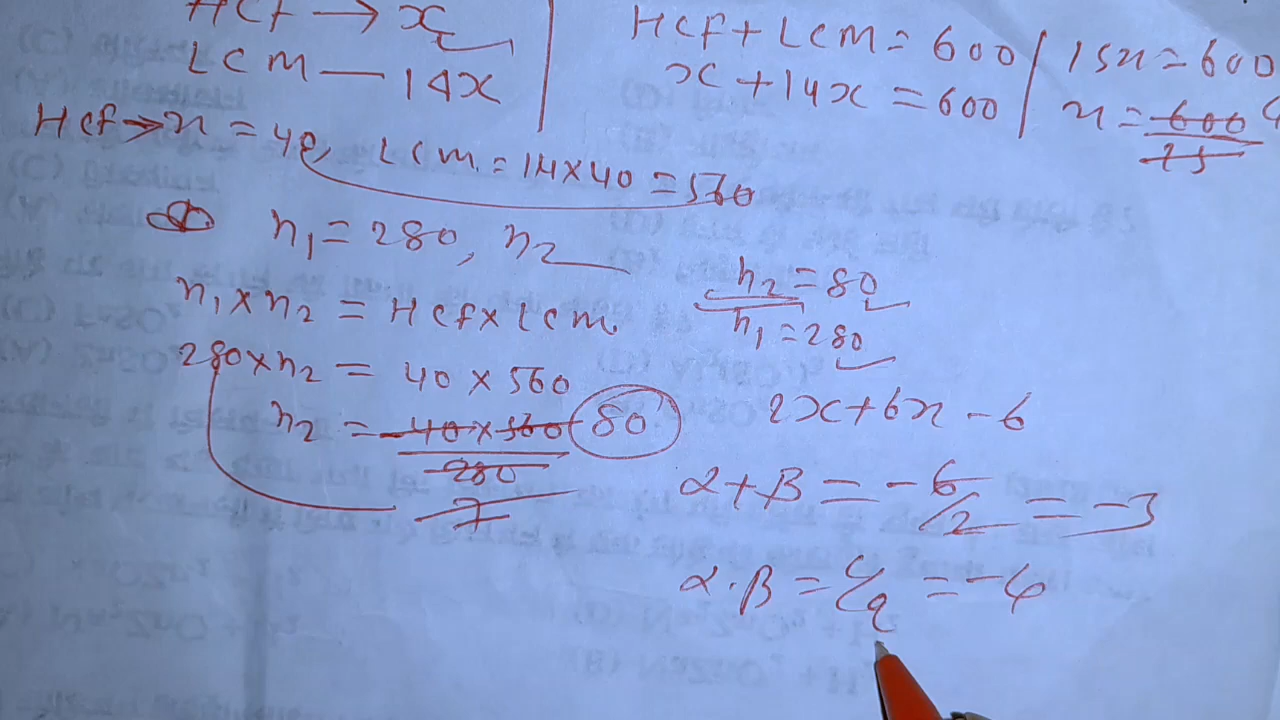 HCF → x
LCM — 14x
HCF + LCM = 600
x + 14x = 600
15x = 600
x = 600/15
HCF → x = 40, LCM = 14×40 = 560
n₁ = 280, n₂
n₁ × n₂ = HCF × LCM
280 × n₂ = 40 × 560
n₂ = 40×560/280 80
7
n₂ = 80
n₁ = 280
2x + 6x - 6
α + β = -6/2 = -3
α · β = c/a = -6